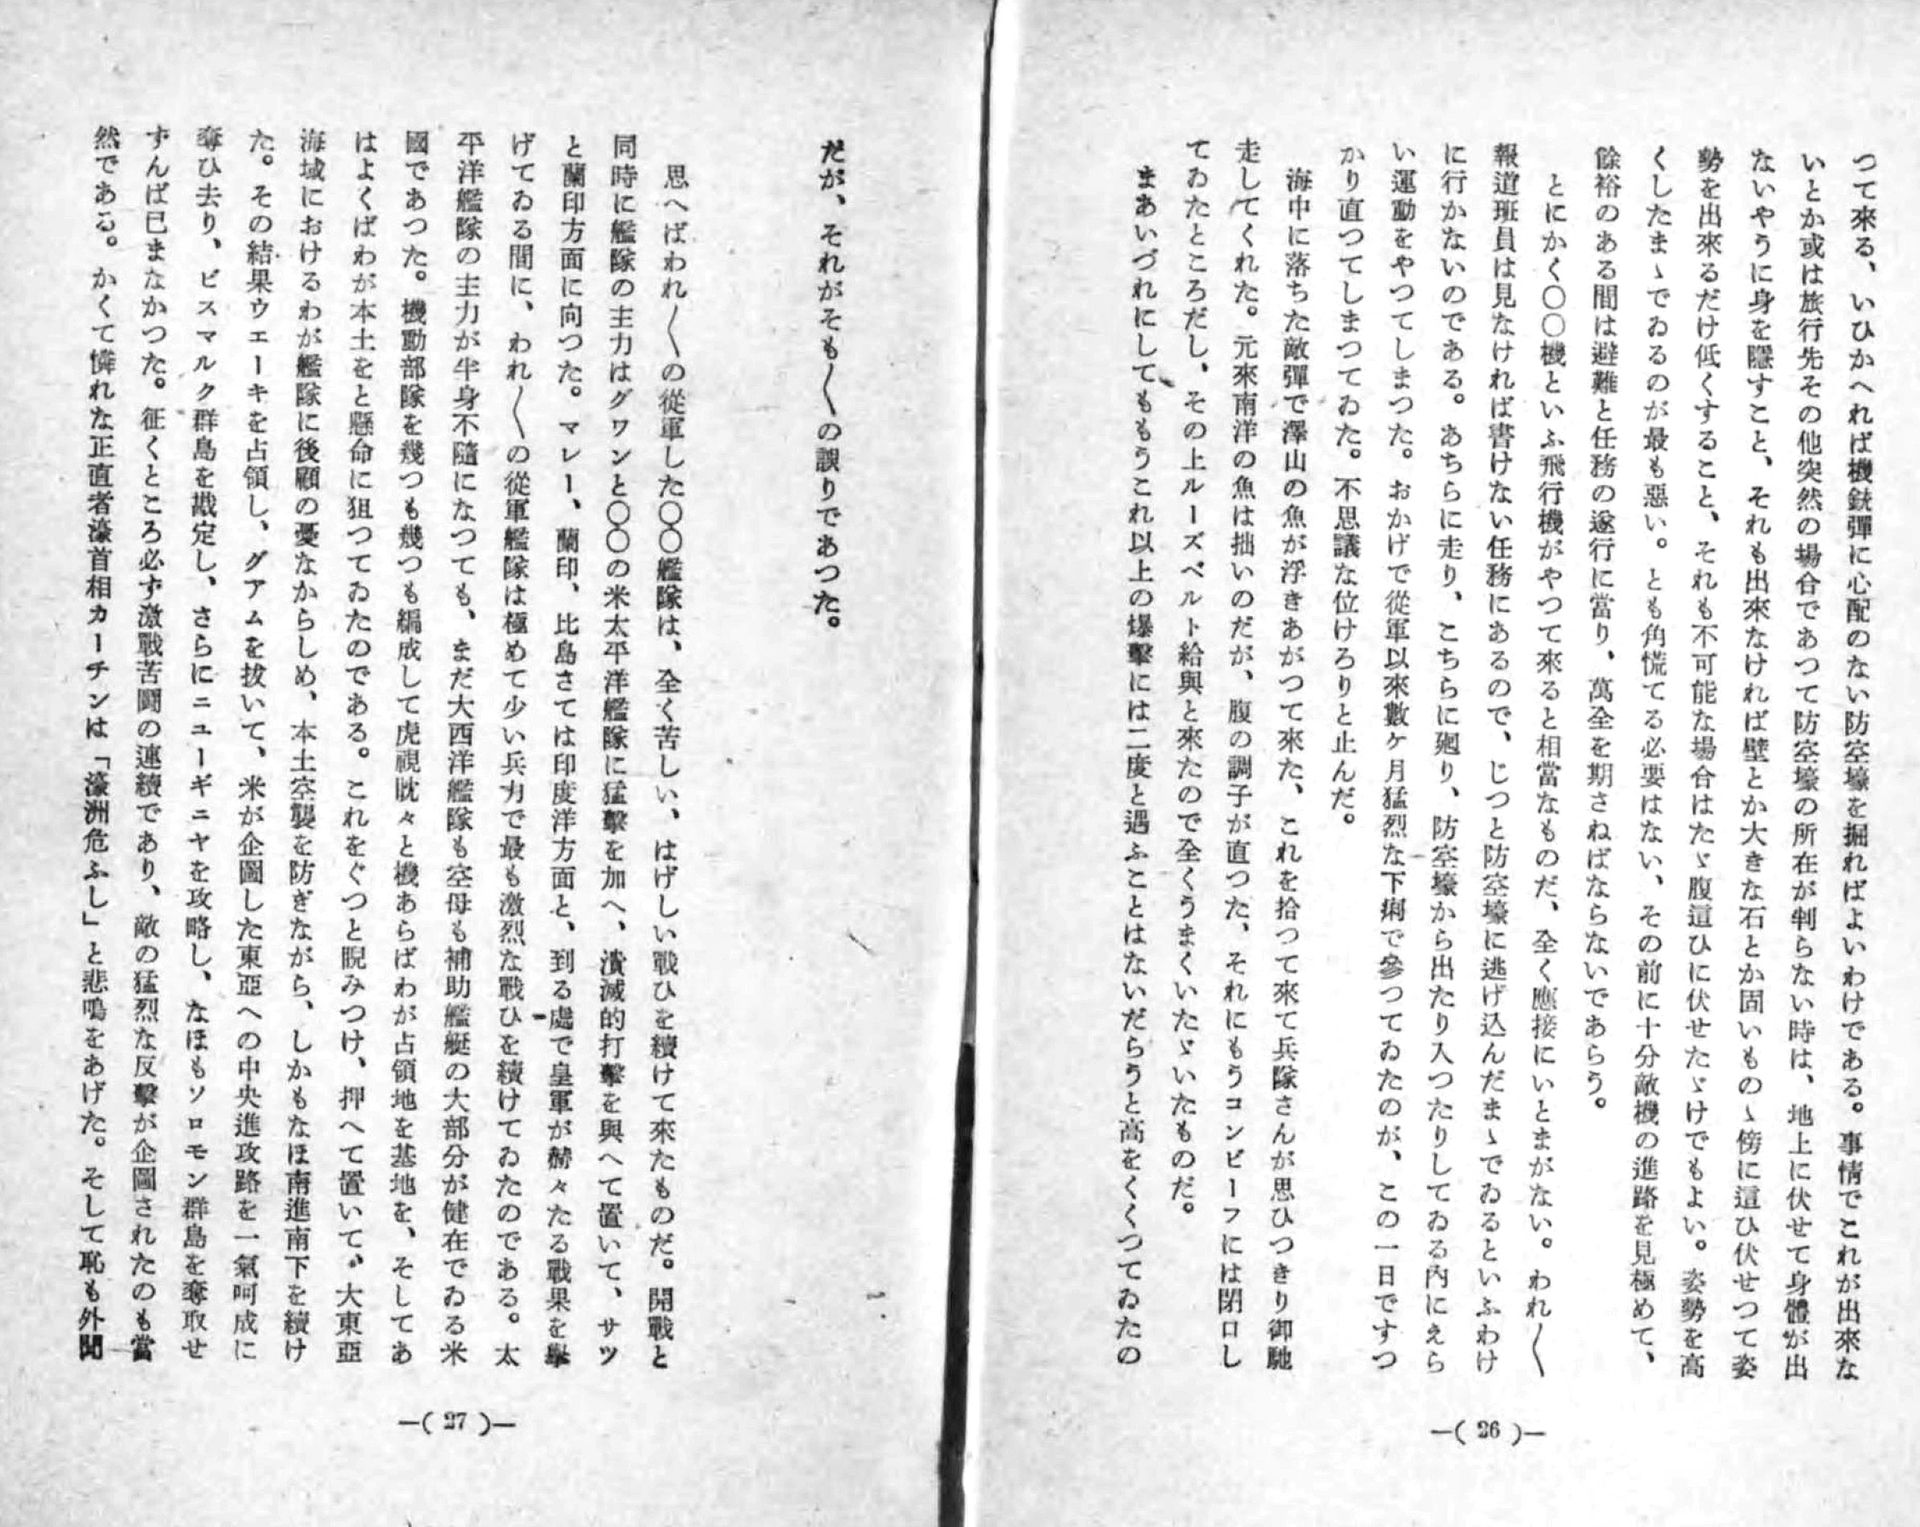 つて來る、いひかへれば機銃彈に心配のない防空壕を掘ればよいわけである。事情でこれが出來な
いとか或は旅行先その他突然の場合であつて防空壕の所在が判らない時は、地上に伏せて身體が出
ないやうに身を隱すこと、それも出來なければ壁とか大きな石とか固いものゝ傍に這ひ伏せつて姿
勢を出來るだけ低くすること、それも不可能な場合はたゞ腹這ひに伏せたゞけでもよい。姿勢を高
くしたまゝでゐるのが最も惡い。とも角慌てる必要はない、その前に十分敵機の進路を見極めて、
餘裕のある間は避難と任務の遂行に當り、萬全を期さねばならないであらう。
とにかく〇〇機といふ飛行機がやつて來ると相當なものだ、全く應接にいとまがない。われ〳〵
報道班員は見なければ書けない任務にあるので、じつと防空壕に逃げ込んだまゝでゐるといふわけ
に行かないのである。あちらに走り、こちらに廻り、防空壕から出たり入つたりしてゐる內にえら
い運動をやつてしまつた。おかげで從軍以來數ケ月猛烈な下痢で參つてゐたのが、この一日ですつ
かり直つてしまつてゐた。不思議な位けろりと止んだ。
海中に落ちた敵彈で澤山の魚が浮きあがつて來た、これを拾つて來て兵隊さんが思ひつきり御馳
走してくれた。元來南洋の魚は拙いのだが、腹の調子が直つた、それにもうコンビーフには閉口し
てゐたところだし、その上ルーズベルト給與と來たので全くうまくいたゞいたものだ。
まあいづれにしてももうこれ以上の爆擊には二度と遇ふことはないだらうと高をくくつてゐたの
―( 26 )―
だが、それがそも〳〵の誤りであつた。
思へばわれ〳〵の從軍した〇〇艦隊は、全く苦しい、はげしい戰ひを續けて來たものだ。開戰と
同時に艦隊の主力はグワンと〇〇の米太平洋艦隊に猛擊を加へ、潰滅的打擊を與へて置いて、サツ
と蘭印方面に向つた。マレー、蘭印、比島さては印度洋方面と、到る處で皇軍が赫々たる戰果を擧
げてゐる間に、われ〳〵の從軍艦隊は極めて少い兵力で最も激烈な戰ひを續けてゐたのである。太
平洋艦隊の主力が半身不隨になつても、まだ大西洋艦隊も空母も補助艦艇の大部分が健在でゐる米
國であつた。機動部隊を幾つも幾つも編成して虎視眈々と機あらばわが占領地を基地を、そしてあ
はよくばわが本土をと懸命に狙つてゐたのである。これをぐつと睨みつけ、押へて置いて、大東亞
海域におけるわが艦隊に後顧の憂なからしめ、本土空襲を防ぎながら、しかもなほ南進南下を續け
た。その結果ウエーキを占領し、グアムを拔いて、米が企圖した東亞への中央進攻路を一氣呵成に
奪ひ去り、ビスマルク群島を戡定し、さらにニユーギニヤを攻略し、なほもソロモン群島を奪取せ
ずんば已まなかつた。征くところ必ず激戰苦鬪の連續であり、敵の猛烈な反擊が企圖されたのも當
然である。かくて憐れな正直者濠首相カーチンは「濠洲危ふし」と悲鳴をあげた。そして恥も外聞
―( 27 )―